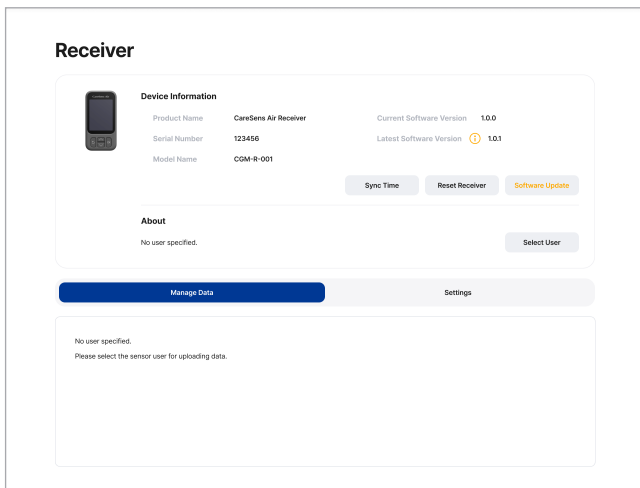 Receiver
Device Information
Product Name CareSens Air Receiver Current Software Version 1.0.0
Serial Number 123456 Latest Software Version 1.0.1
Model Name CGM-R-001
Sync Time Reset Receiver Software Update
About
No user specified. Select User
Manage Data Settings
No user specified.
Please select the sensor user for uploading data.